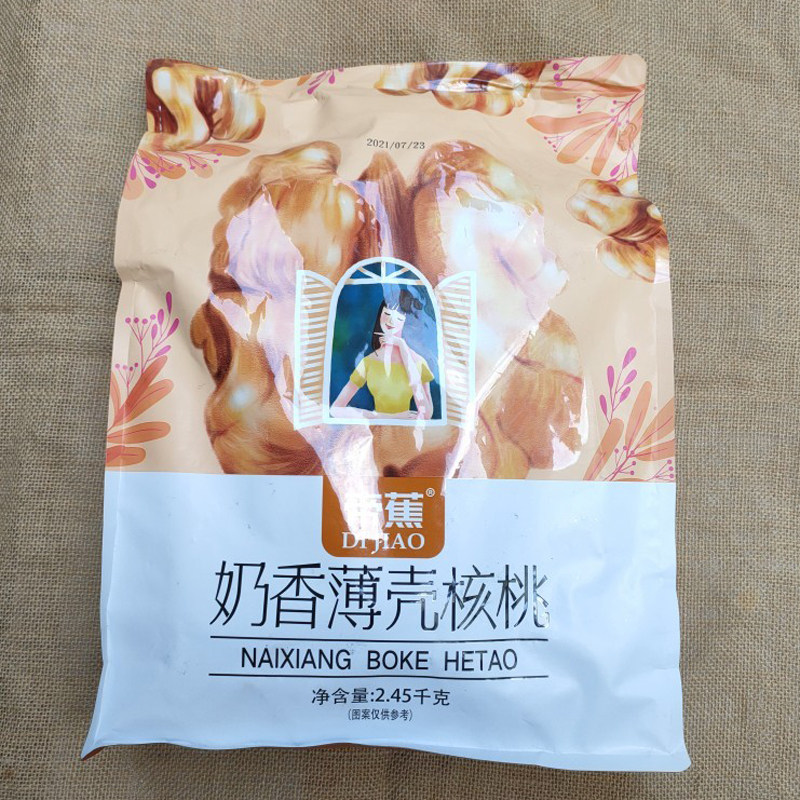 2021/07/23
蕉®
DI JIAO
奶香薄壳核桃
NAIXIANG BOKE HETAO
净含量:2.45千克
(图案仅供参考)